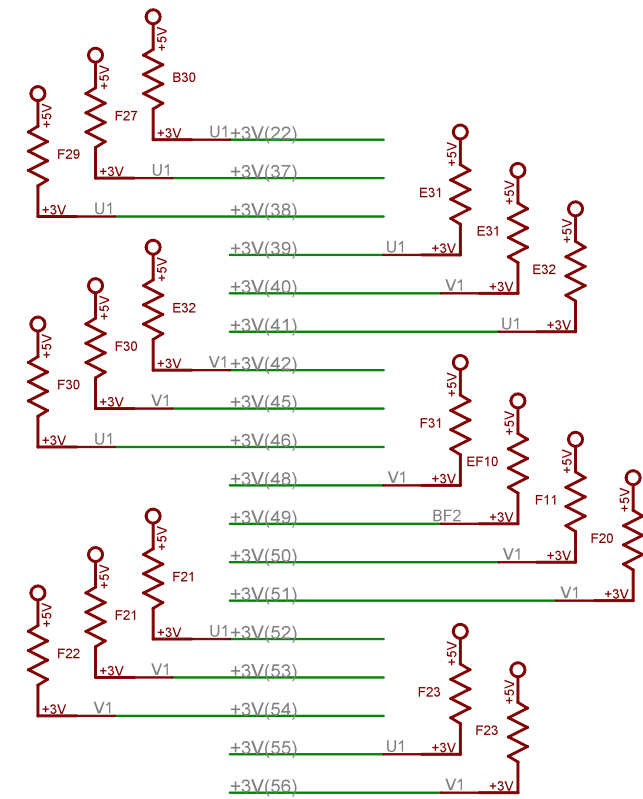 +5V
B30
+3V U1 +3V(22)
+5V
F27
+3V U1 +3V(37)
+5V
F29
+3V U1 +3V(38)
+5V
E31
+3V(39) U1 +3V
+5V
E31
+3V(40) V1 +3V
+5V
E32
+3V(41) U1 +3V
+5V
E32
+3V V1 +3V(42)
+5V
F30
+3V V1 +3V(45)
+5V
F30
+3V U1 +3V(46)
+5V
F31
+3V(48) V1 +3V
+5V
EF10
+3V(49) BF2 +3V
+5V
F11
+3V(50) V1 +3V
+5V
F20
+3V(51) V1 +3V
+5V
F21
+3V U1 +3V(52)
+5V
F21
+3V V1 +3V(53)
+5V
F22
+3V V1 +3V(54)
+5V
F23
+3V(55) U1 +3V
+5V
F23
+3V(56) V1 +3V